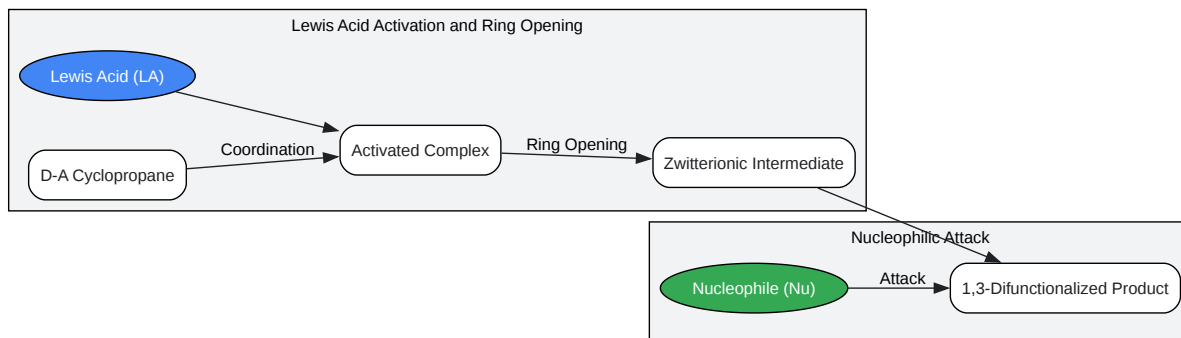 Lewis Acid Activation and Ring Opening
Lewis Acid (LA)
D-A Cyclopropane
Coordination
Activated Complex
Ring Opening
Zwitterionic Intermediate
Nucleophilic Attack
Nucleophile (Nu)
Attack
1,3-Difunctionalized Product